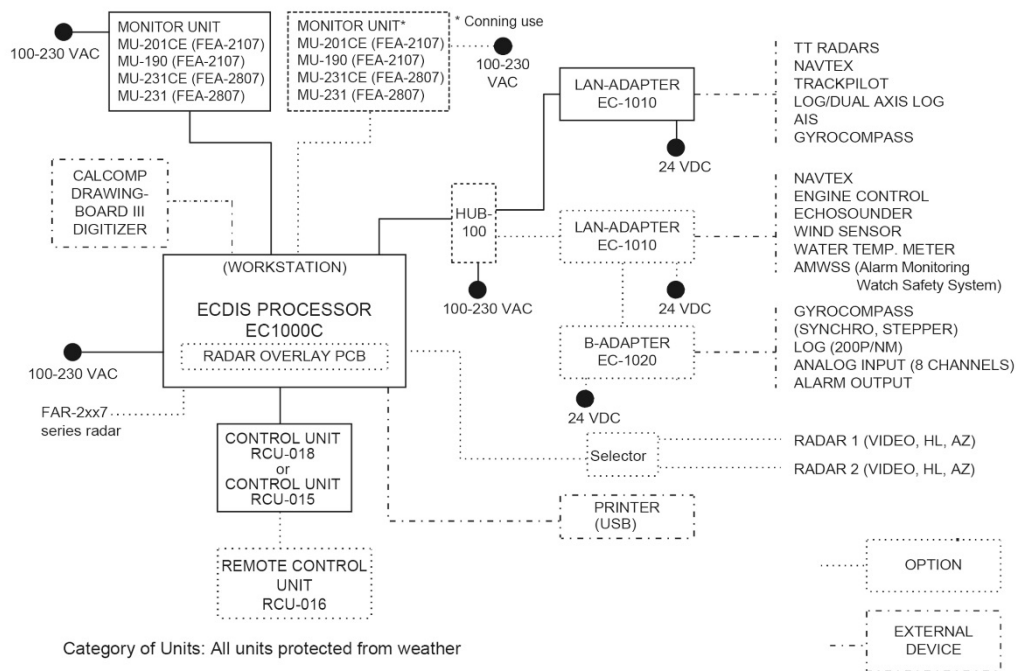 MONITOR UNIT
MU-201CE (FEA-2107)
MU-190 (FEA-2107)
MU-231CE (FEA-2807)
MU-231 (FEA-2807)
100-230 VAC
MONITOR UNIT*
MU-201CE (FEA-2107)
MU-190 (FEA-2107)
MU-231CE (FEA-2807)
MU-231 (FEA-2807)
* Conning use
100-230
VAC
LAN-ADAPTER
EC-1010
24 VDC
TT RADARS
NAVTEX
TRACKPILOT
LOG/DUAL AXIS LOG
AIS
GYROCOMPASS
CALCOMP
DRAWING-
BOARD III
DIGITIZER
HUB-
100
100-230 VAC
LAN-ADAPTER
EC-1010
24 VDC
NAVTEX
ENGINE CONTROL
ECHOSOUNDER
WIND SENSOR
WATER TEMP. METER
AMWSS (Alarm Monitoring
Watch Safety System)
(WORKSTATION)
ECDIS PROCESSOR
EC1000C
RADAR OVERLAY PCB
100-230 VAC
FAR-2xx7
series radar
B-ADAPTER
EC-1020
24 VDC
GYROCOMPASS
(SYNCHRO, STEPPER)
LOG (200P/NM)
ANALOG INPUT (8 CHANNELS)
ALARM OUTPUT
CONTROL UNIT
RCU-018
or
CONTROL UNIT
RCU-015
Selector
RADAR 1 (VIDEO, HL, AZ)
RADAR 2 (VIDEO, HL, AZ)
PRINTER
(USB)
REMOTE CONTROL
UNIT
RCU-016
OPTION
EXTERNAL
DEVICE
Category of Units: All units protected from weather